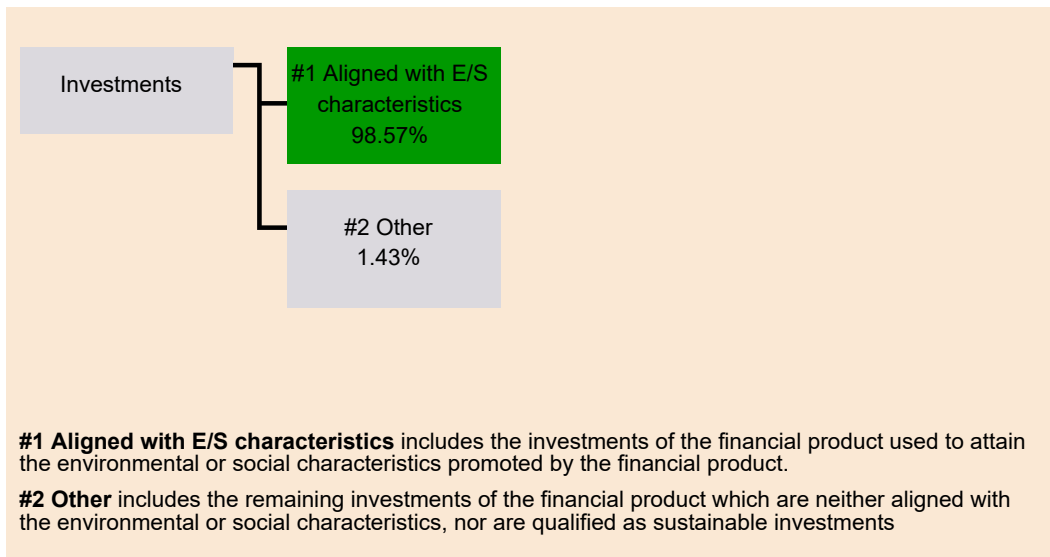 Investments
#1 Aligned with E/S
characteristics
98.57%
#2 Other
1.43%
#1 Aligned with E/S characteristics includes the investments of the financial product used to attain
the environmental or social characteristics promoted by the financial product.
#2 Other includes the remaining investments of the financial product which are neither aligned with
the environmental or social characteristics, nor are qualified as sustainable investments